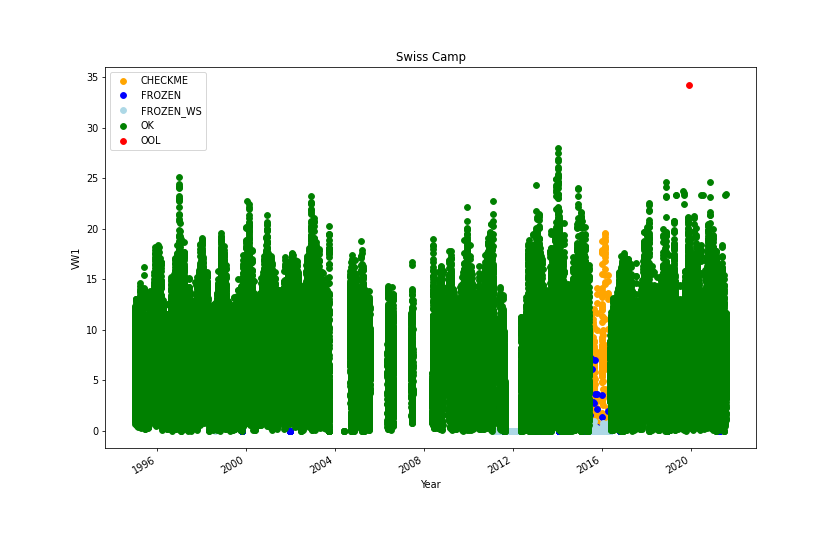 Swiss Camp
CHECKME
FROZEN
FROZEN_WS
OK
OOL
35
30
25
20
15
10
5
0
VW1
1996
2000
2004
2008
2012
2016
2020
Year